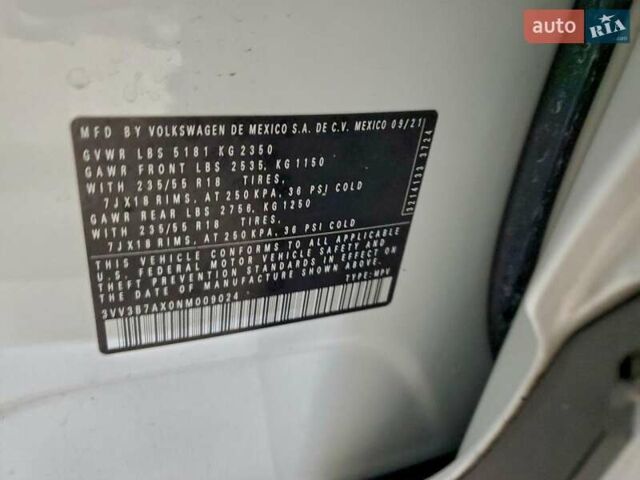 auto RIA
.com
MFD BY VOLKSWAGEN DE MEXICO S.A. DE C.V. MEXICO 09/21
GVWR LBS 5181 KG 2350
GAWR FRONT LBS 2535, KG 1150
WITH 235/55 R18 TIRES,
7JX18 RIMS, AT 250 KPA, 36 PSI COLD
GAWR REAR LBS 2756, KG 1250
WITH 235/55 R18 TIRES,
7JX18 RIMS, AT 250 KPA, 36 PSI COLD
THIS VEHICLE CONFORMS TO ALL APPLICABLE
U.S. FEDERAL MOTOR VEHICLE SAFETY AND
THEFT PREVENTION STANDARDS IN EFFECT ON
THE DATE OF MANUFACTURE SHOWN ABOVE.
3VV3B7AX0NM009024 TYPE: MPV
3214133 3724